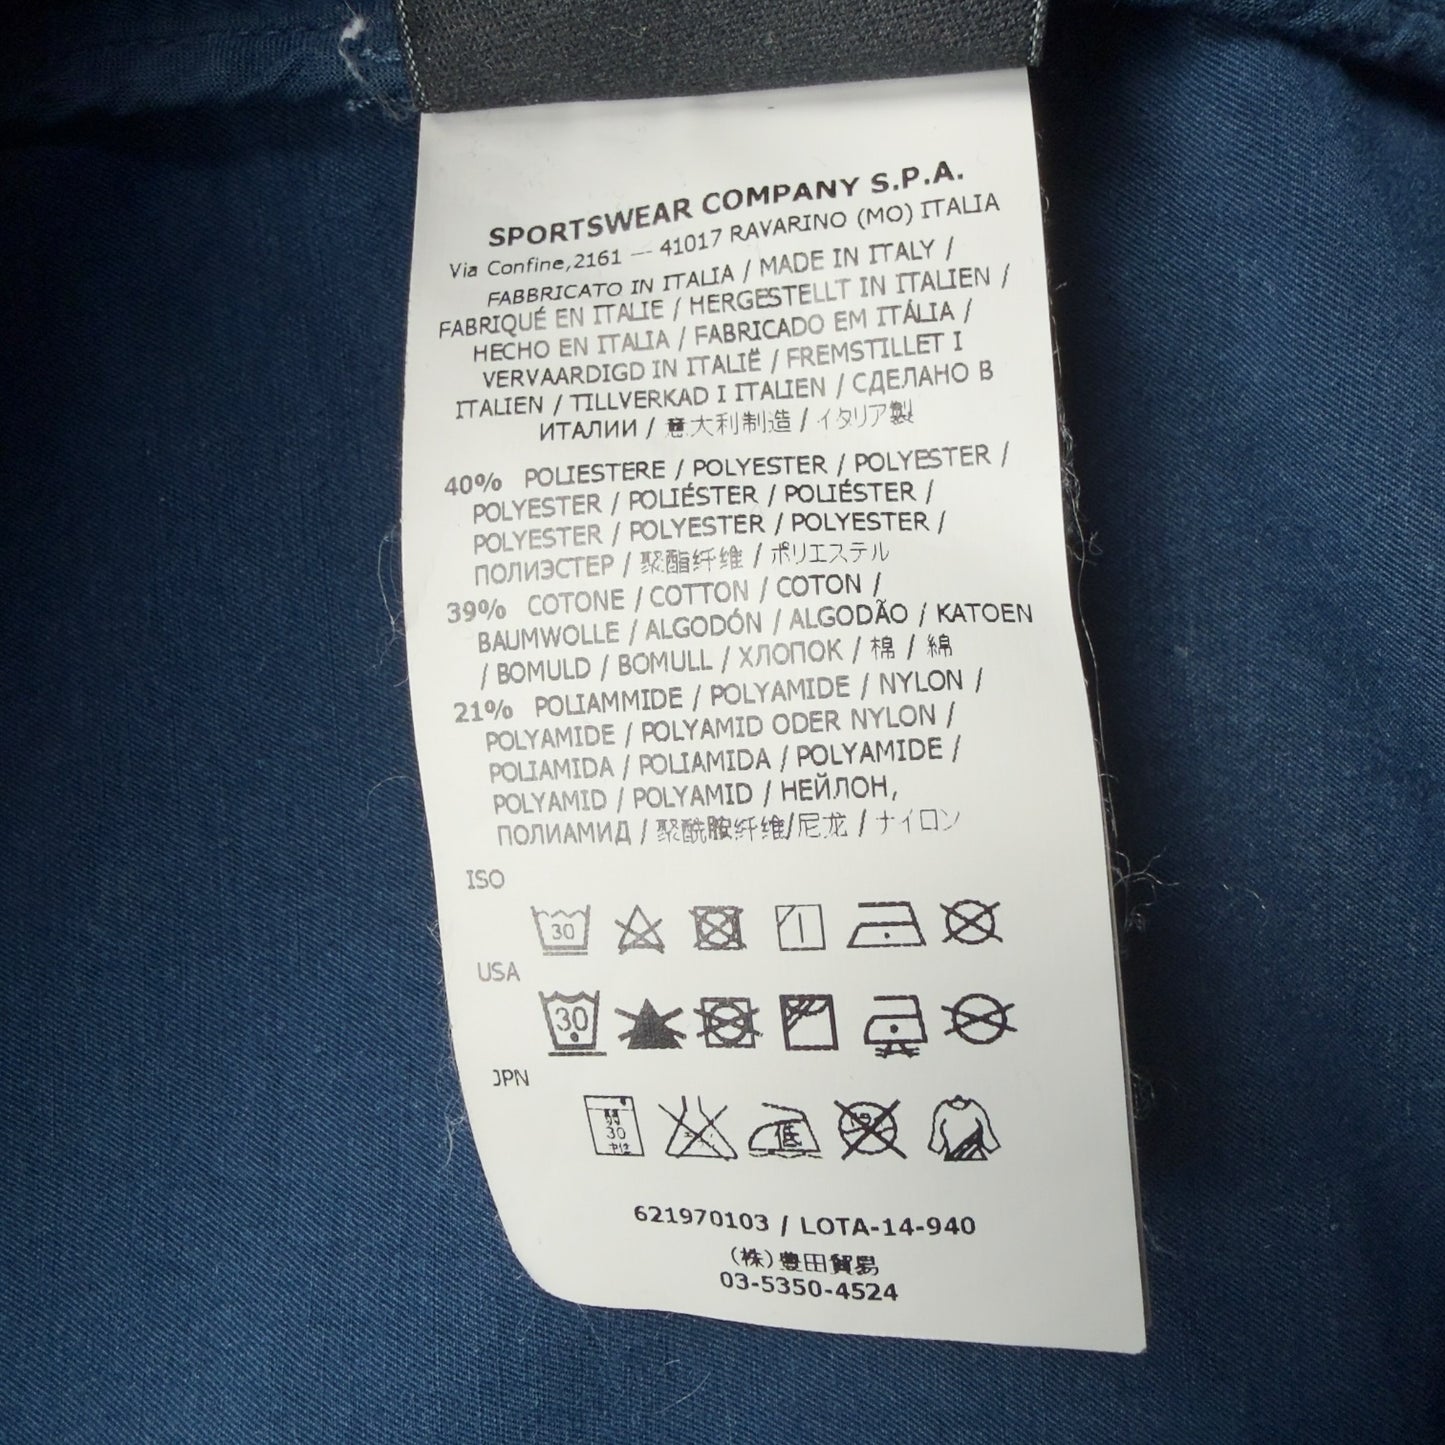 SPORTSWEAR COMPANY S.P.A.
Via Confine,2161 — 41017 RAVARINO (MO) ITALIA
FABBRICATO IN ITALIA / MADE IN ITALY /
FABRIQUÉ EN ITALIE / HERGESTELLT IN ITALIEN /
HECHO EN ITALIA / FABRICADO EM ITÁLIA /
VERVAARDIGD IN ITALIË / FREMSTILLET I
ITALIEN / TILLVERKAD I ITALIEN / СДЕЛАНО В
ИТАЛИИ / 意大利制造 / イタリア製
40% POLIESTERE / POLYESTER / POLYESTER /
POLYESTER / POLIÉSTER / POLIÉSTER /
POLYESTER / POLYESTER / POLYESTER /
ПОЛИЭСТЕР / 聚酯纤维 / ポリエステル
39% COTONE / COTTON / COTON /
BAUMWOLLE / ALGODÓN / ALGODÃO / KATOEN
/ BOMULD / BOMULL / ХЛОПОК / 棉 / 綿
21% POLIAMMIDE / POLYAMIDE / NYLON /
POLYAMIDE / POLYAMID ODER NYLON /
POLIAMIDA / POLIAMIDA / POLYAMIDE /
POLYAMID / POLYAMID / НЕЙЛОН,
ПОЛИАМИД / 聚酰胺纤维/尼龙 / ナイロン
ISO
30
USA
30
JPN
弱
30
中性
低
621970103 / LOTA-14-940
(株)豊田貿易
03-5350-4524